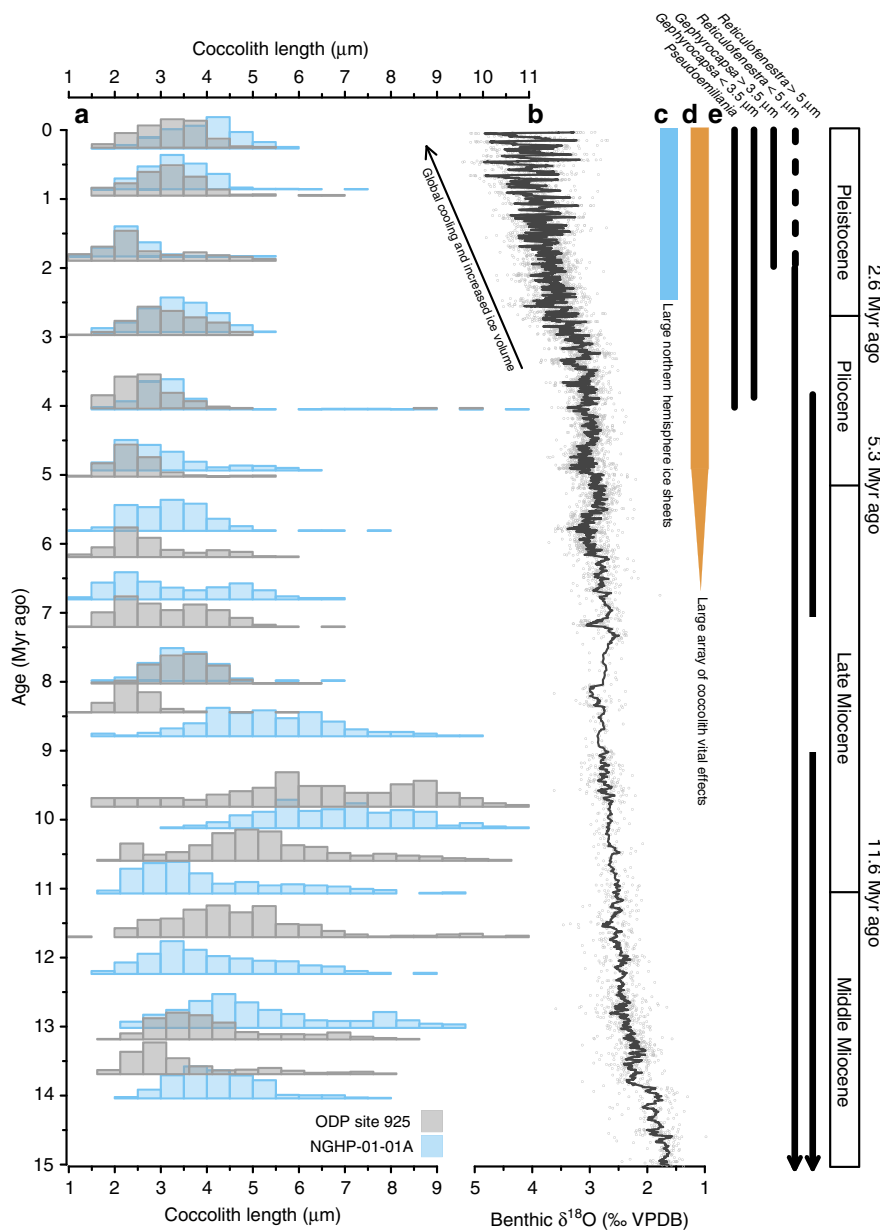 Coccolith length (μm)
1 2 3 4 5 6 7 8 9 10 11
Reticulofenestra > 5 μm
Reticulofenestra < 5 μm
Gephyrocapsa > 3.5 μm
Gephyrocapsa < 3.5 μm
Pseudoemiliania
a b c d e
Age (Myr ago)
0
1
2
3
4
5
6
7
8
9
10
11
12
13
14
15
Global cooling and increased ice volume
Large northern hemisphere ice sheets
Large array of coccolith vital effects
Pleistocene
Pliocene
Late Miocene
Middle Miocene
2.6 Myr ago
5.3 Myr ago
11.6 Myr ago
ODP site 925
NGHP-01-01A
1 2 3 4 5 6 7 8 9
Coccolith length (μm)
5 4 3 2 1
Benthic δ18O (‰ VPDB)